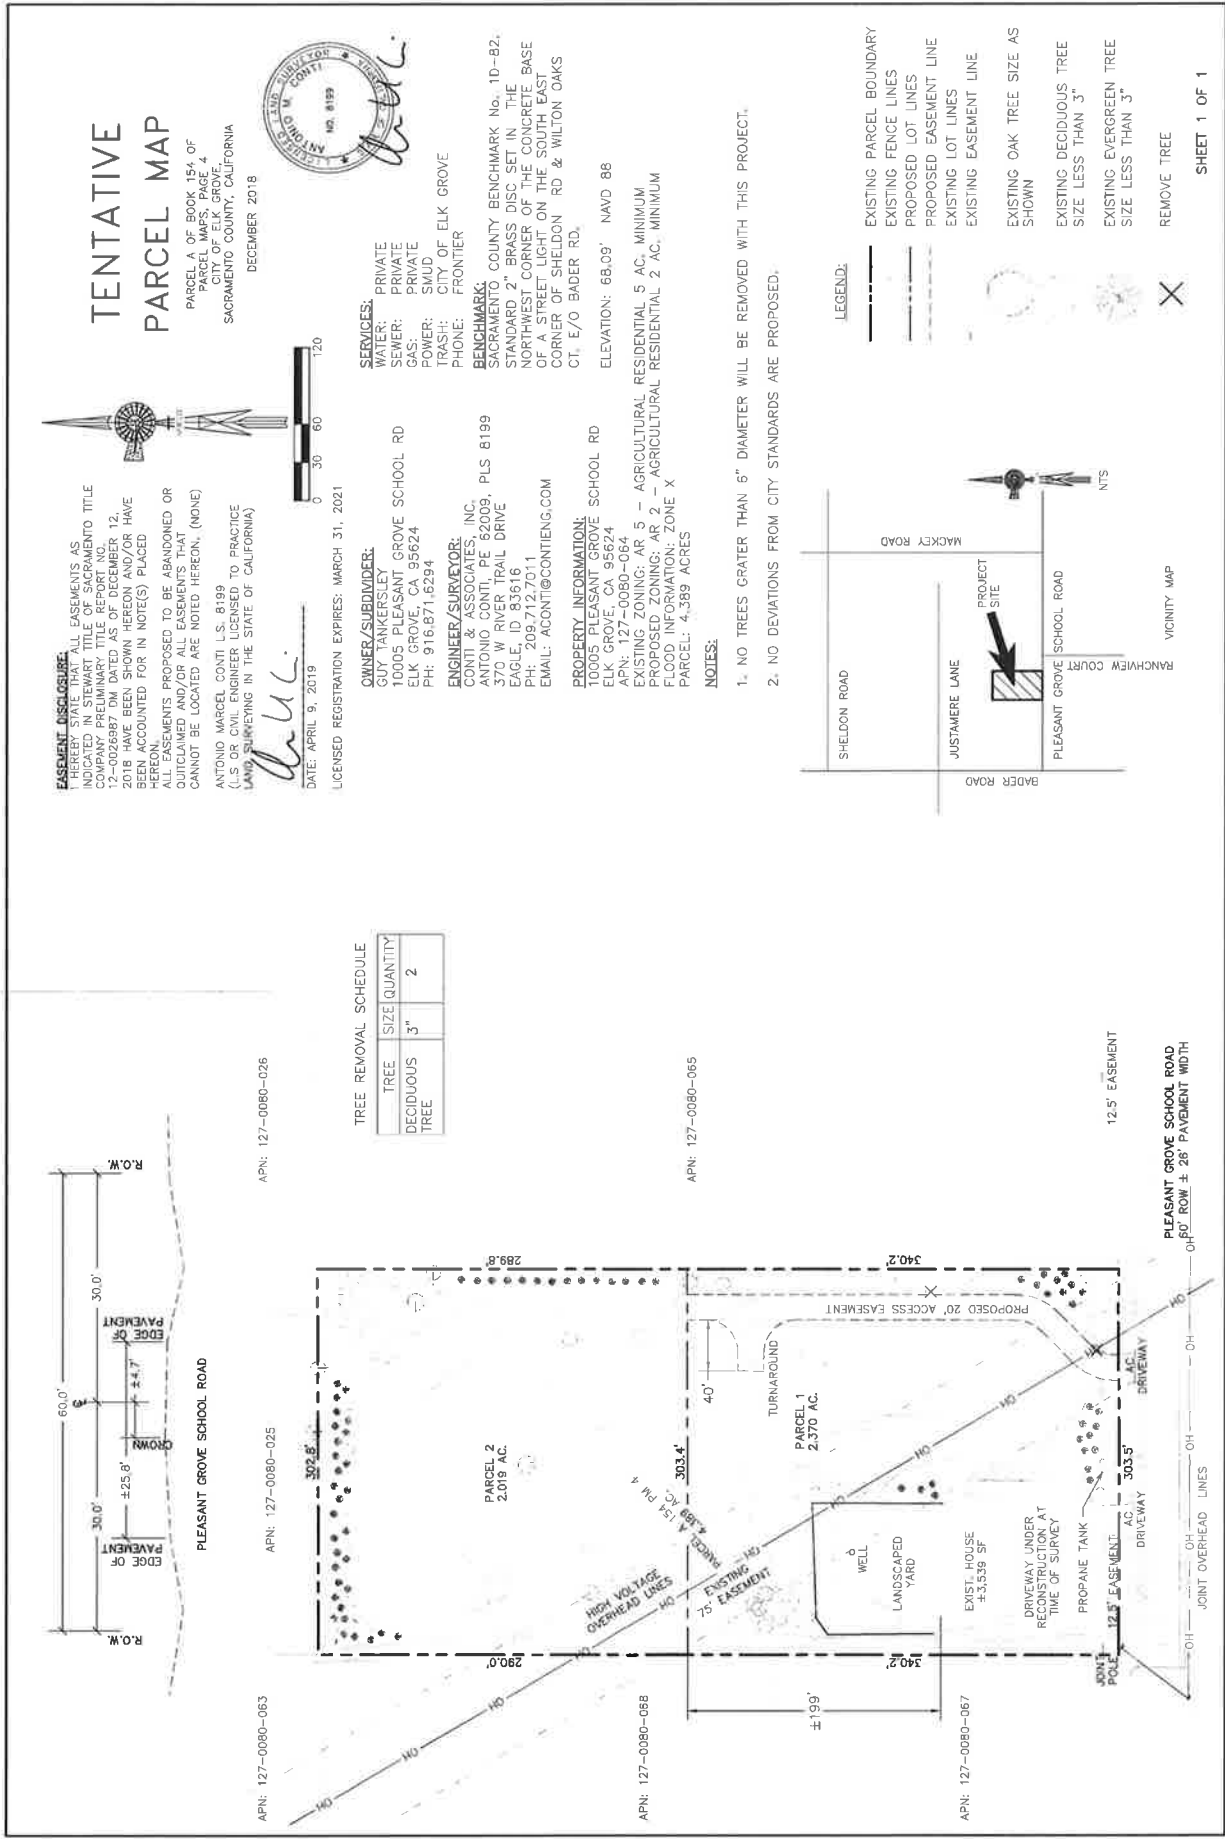 TENTATIVE
PARCEL MAP
PARCEL A OF BOOK 154 OF
PARCEL MAPS, PAGE 4
CITY OF ELK GROVE,
SACRAMENTO COUNTY, CALIFORNIA
DECEMBER 2018
LICENSED LAND SURVEYOR
ANTONIO M. CONTI
NO. 8199
EASEMENT DISCLOSURE:
I HEREBY STATE THAT ALL EASEMENTS AS
INDICATED IN STEWART TITLE OF SACRAMENTO TITLE
COMPANY PRELIMINARY TITLE REPORT NO.
12-0026987 DM DATED AS OF DECEMBER 12,
2018 HAVE BEEN SHOWN HEREON AND/OR HAVE
BEEN ACCOUNTED FOR IN NOTE(S) PLACED
HEREON.
ALL EASEMENTS PROPOSED TO BE ABANDONED OR
QUITCLAIMED AND/OR ALL EASEMENTS THAT
CANNOT BE LOCATED ARE NOTED HEREON. (NONE)
ANTONIO MARCEL CONTI L.S. 8199
(L.S OR CIVIL ENGINEER LICENSED TO PRACTICE
LAND SURVEYING IN THE STATE OF CALIFORNIA)
DATE: APRIL 9, 2019
LICENSED REGISTRATION EXPIRES: MARCH 31, 2021
0 30 60 120
OWNER/SUBDIVIDER:
GUY TANKERSLEY
10005 PLEASANT GROVE SCHOOL RD
ELK GROVE, CA 95624
PH: 916.871.6294
ENGINEER/SURVEYOR:
CONTI & ASSOCIATES, INC.
ANTONIO CONTI, PE 62009, PLS 8199
370 W RIVER TRAIL DRIVE
EAGLE, ID 83616
PH: 209.712.7011
EMAIL: ACONTI@CONTIENG.COM
PROPERTY INFORMATION:
10005 PLEASANT GROVE SCHOOL RD
ELK GROVE, CA 95624
APN: 127-0080-064
EXISTING ZONING: AR 5 - AGRICULTURAL RESIDENTIAL 5 AC. MINIMUM
PROPOSED ZONING: AR 2 - AGRICULTURAL RESIDENTIAL 2 AC. MINIMUM
FLOOD INFORMATION: ZONE X
PARCEL: 4.389 ACRES
NOTES:
1. NO TREES GRATER THAN 6" DIAMETER WILL BE REMOVED WITH THIS PROJECT.
2. NO DEVIATIONS FROM CITY STANDARDS ARE PROPOSED.
SERVICES:
WATER: PRIVATE
SEWER: PRIVATE
GAS: PRIVATE
POWER: SMUD
TRASH: CITY OF ELK GROVE
PHONE: FRONTIER
BENCHMARK:
SACRAMENTO COUNTY BENCHMARK No. 1D-82.
STANDARD 2" BRASS DISC SET IN THE
NORTHWEST CORNER OF THE CONCRETE BASE
OF A STREET LIGHT ON THE SOUTH EAST
CORNER OF SHELDON RD & WILTON OAKS
CT. E/O BADER RD.
ELEVATION: 68.09' NAVD 88
SHELDON ROAD
MACKEY ROAD
JUSTAMERE LANE
PROJECT
SITE
PLEASANT GROVE SCHOOL ROAD
BADER ROAD
RANCHVIEW COURT
VICINITY MAP
NTS
LEGEND:
EXISTING PARCEL BOUNDARY
EXISTING FENCE LINES
PROPOSED LOT LINES
PROPOSED EASEMENT LINE
EXISTING LOT LINES
EXISTING EASEMENT LINE
EXISTING OAK TREE SIZE AS
SHOWN
EXISTING DECIDUOUS TREE
SIZE LESS THAN 3"
EXISTING EVERGREEN TREE
SIZE LESS THAN 3"
REMOVE TREE
SHEET 1 OF 1
60.0'
30.0'
30.0'
R.O.W.
R.O.W.
EDGE OF
PAVEMENT
EDGE OF
PAVEMENT
±25.8'
±4.7'
CROWN
PLEASANT GROVE SCHOOL ROAD
TREE REMOVAL SCHEDULE
TREE SIZE QUANTITY
DECIDUOUS
TREE 3" 2
APN: 127-0080-063
APN: 127-0080-025
APN: 127-0080-026
APN: 127-0080-068
APN: 127-0080-065
APN: 127-0080-067
302.8'
290.0'
289.8'
PARCEL 2
2.019 AC.
303.4'
PARCEL A 154 PM 4
4.389 AC.
HIGH VOLTAGE
OVERHEAD LINES
EXISTING
75' EASEMENT
40'
TURNAROUND
PROPOSED 20' ACCESS EASEMENT
PARCEL 1
2.370 AC.
340.2'
340.2'
±199'
WELL
LANDSCAPED
YARD
EXIST. HOUSE
±3,539 SF
DRIVEWAY UNDER
RECONSTRUCTION AT
TIME OF SURVEY
PROPANE TANK
JOINT
POLE
12.5' EASEMENT
303.5'
AC
DRIVEWAY
AC
DRIVEWAY
12.5' EASEMENT
OH OH OH OH OH OH
JOINT OVERHEAD LINES
PLEASANT GROVE SCHOOL ROAD
60' ROW ± 26' PAVEMENT WIDTH